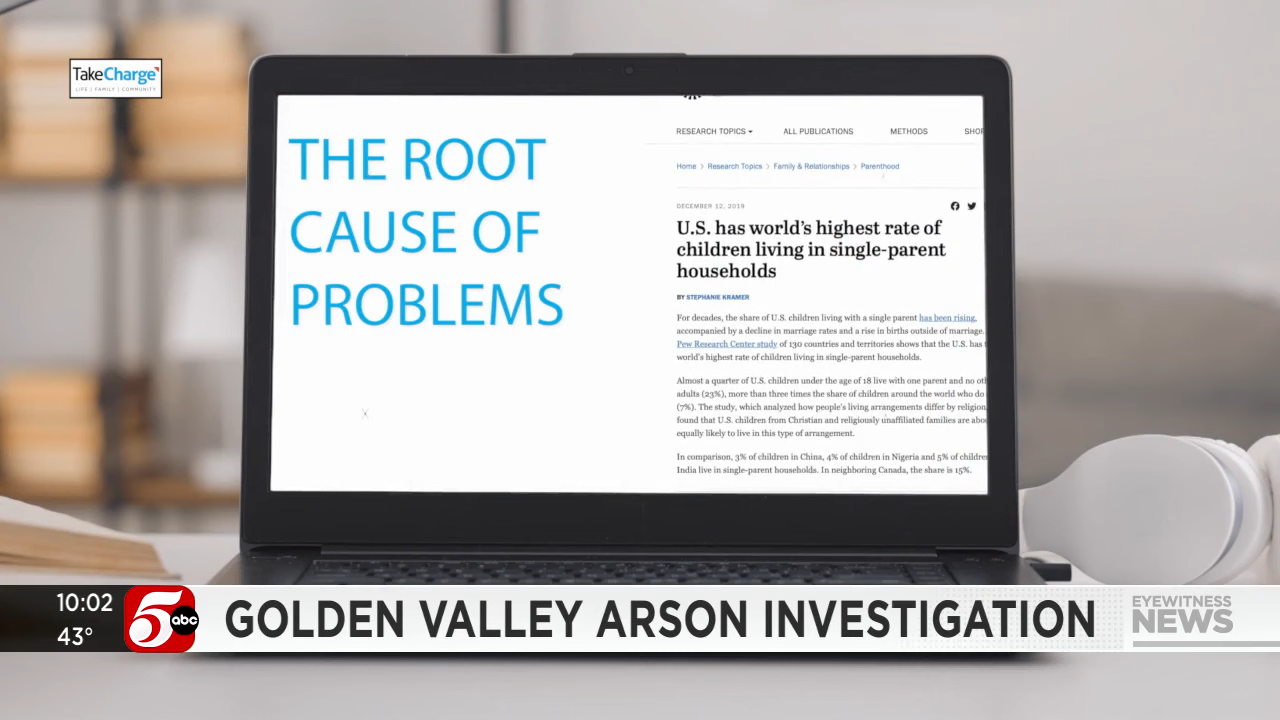 TakeCharge
LIFE | FAMILY | COMMUNITY
THE ROOT
CAUSE OF
PROBLEMS
RESEARCH TOPICS
ALL PUBLICATIONS
METHODS
SHOP
Home > Research Topics > Family & Relationships > Parenthood
DECEMBER 12, 2019
U.S. has world's highest rate of
children living in single-parent
households
BY STEPHANIE KRAMER
For decades, the share of U.S. children living with a single parent has been rising,
accompanied by a decline in marriage rates and a rise in births outside of marriage.
Pew Research Center study of 130 countries and territories shows that the U.S. has
world's highest rate of children living in single-parent households.
Almost a quarter of U.S. children under the age of 18 live with one parent and no
adults (23%), more than three times the share of children around the world who do
(7%). The study, which analyzed how people's living arrangements differ by religion,
found that U.S. children from Christian and religiously unaffiliated families are
equally likely to live in this type of arrangement.
In comparison, 3% of children in China, 4% of children in Nigeria and 5% of
India live in single-parent households. In neighboring Canada, the share is 15%.
10:02
43°
5
abc
GOLDEN VALLEY ARSON INVESTIGATION
EYEWITNESS
NEWS